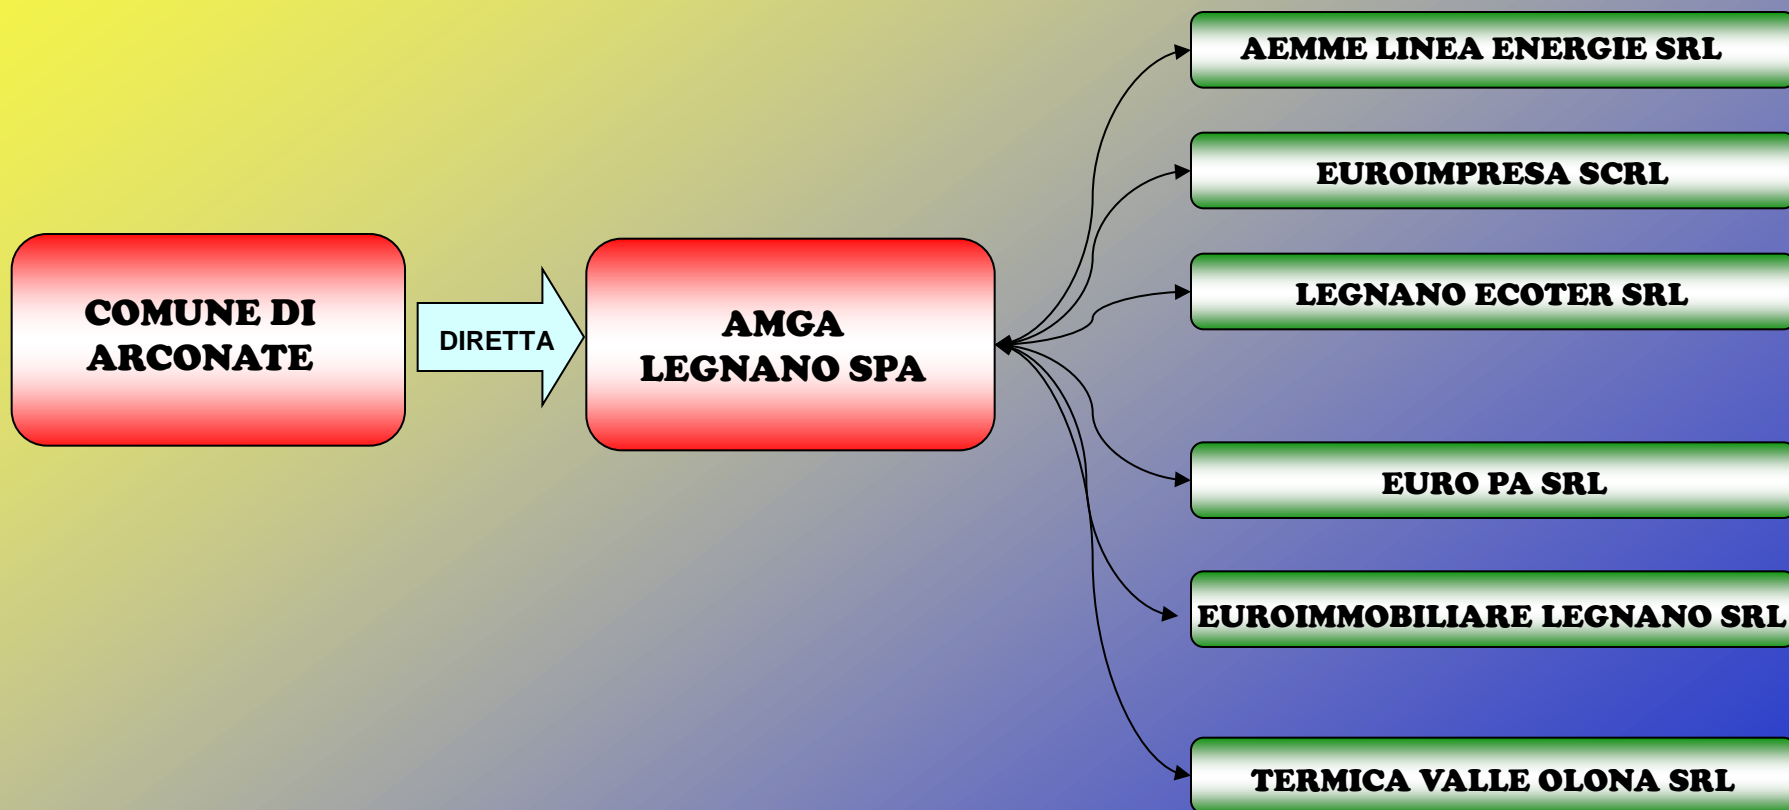 COMUNE DI
ARCONATE
DIRETTA
AMGA
LEGNANO SPA
AEMME LINEA ENERGIE SRL
EUROIMPRESA SCRL
LEGNANO ECOTER SRL
EURO PA SRL
EUROIMMOBILIARE LEGNANO SRL
TERMICA VALLE OLONA SRL